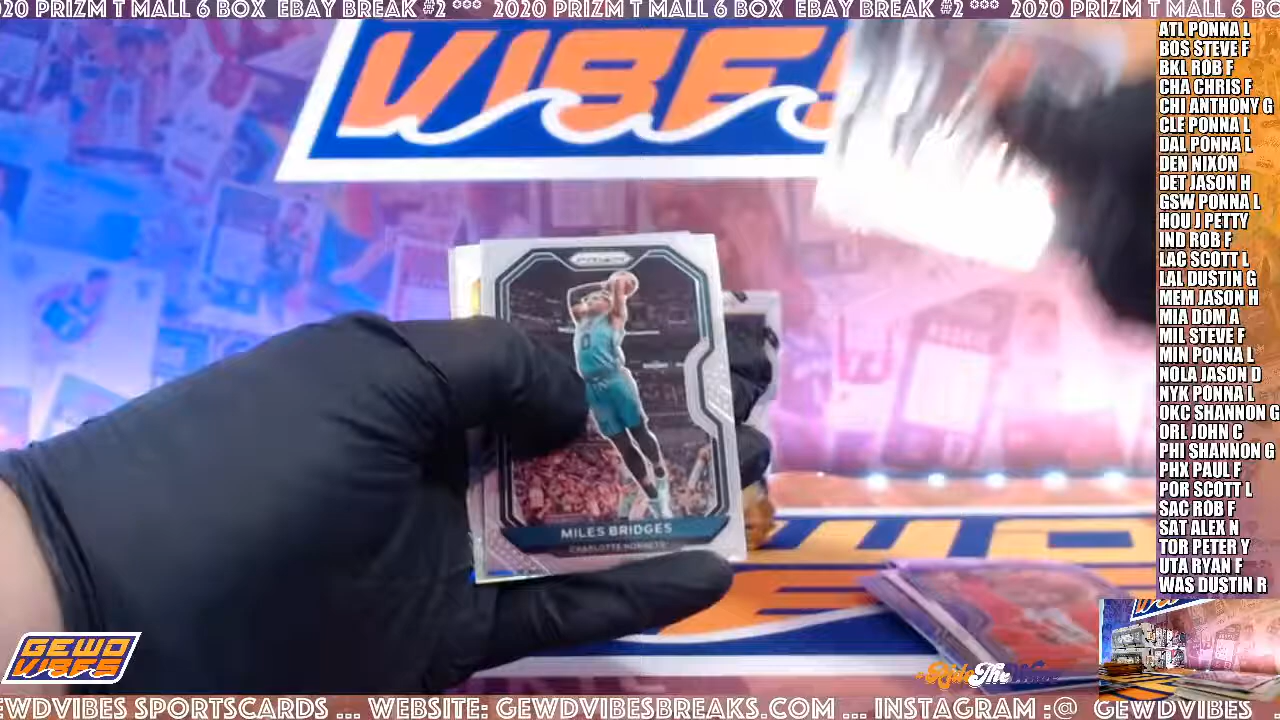 020 PRIZM T MALL 6 BOX EBAY BREAK #2 *** 2020 PRIZM T MALL 6 BOX EBAY BREAK #2 *** 2020 PRIZM T MALL 6 BOX
VIBES
ATL PONNA L
BOS STEVE F
BKL ROB F
CHA CHRIS F
CHI ANTHONY G
CLE PONNA L
DAL PONNA L
DEN NIXON
DET JASON H
GSW PONNA L
HOU J PETTY
IND ROB F
LAC SCOTT L
LAL DUSTIN G
MEM JASON H
MIA DOM A
MIL STEVE F
MIN PONNA L
NOLA JASON D
NYK PONNA L
OKC SHANNON G
ORL JOHN C
PHI SHANNON G
PHX PAUL F
POR SCOTT L
SAC ROB F
SAT ALEX N
TOR PETER Y
UTA RYAN F
WAS DUSTIN R
PRIZM
0
MILES BRIDGES
CHARLOTTE HORNETS
GEWD
VIBES
EWDVIBES SPORTSCARDS ... WEBSITE: GEWDVIBESBREAKS.COM ... INSTAGRAM :@ GEWDVIBES